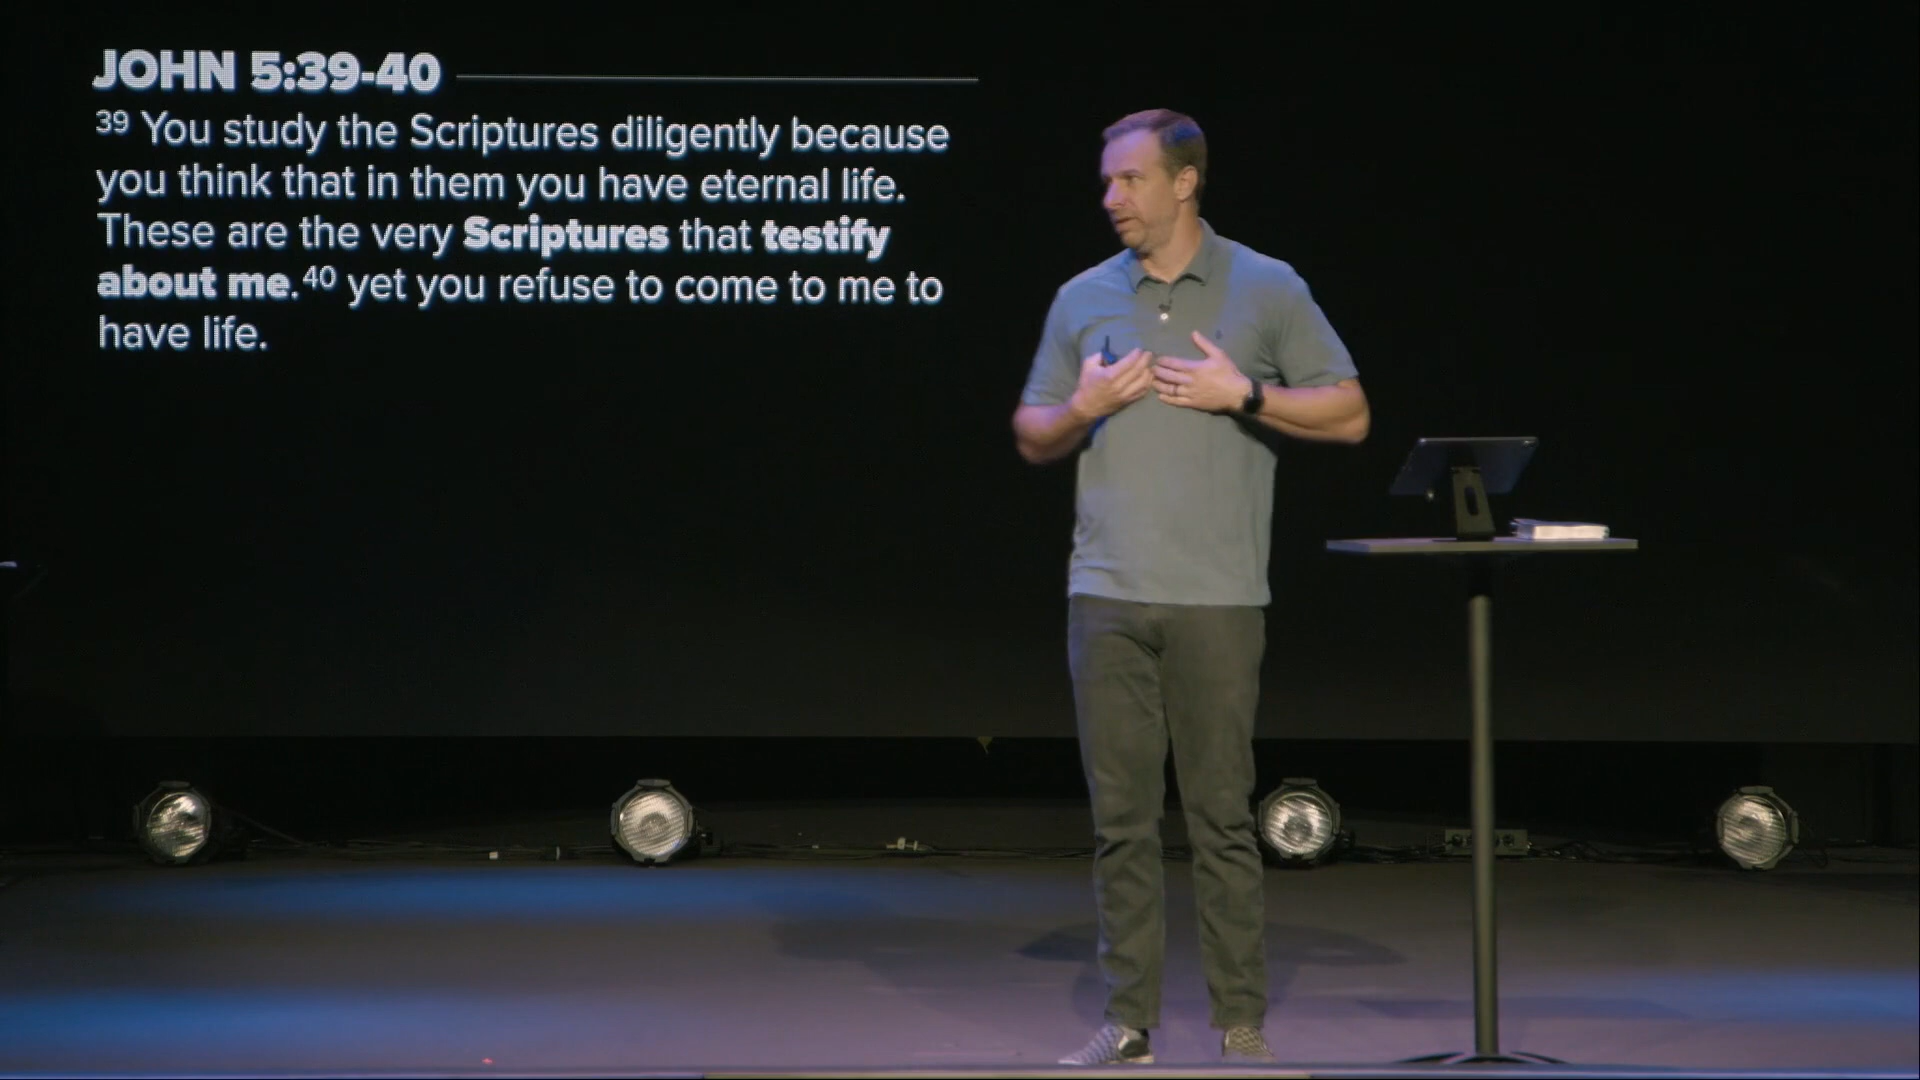 JOHN 5:39-40
39 You study the Scriptures diligently because
you think that in them you have eternal life.
These are the very Scriptures that testify
about me.40 yet you refuse to come to me to
have life.